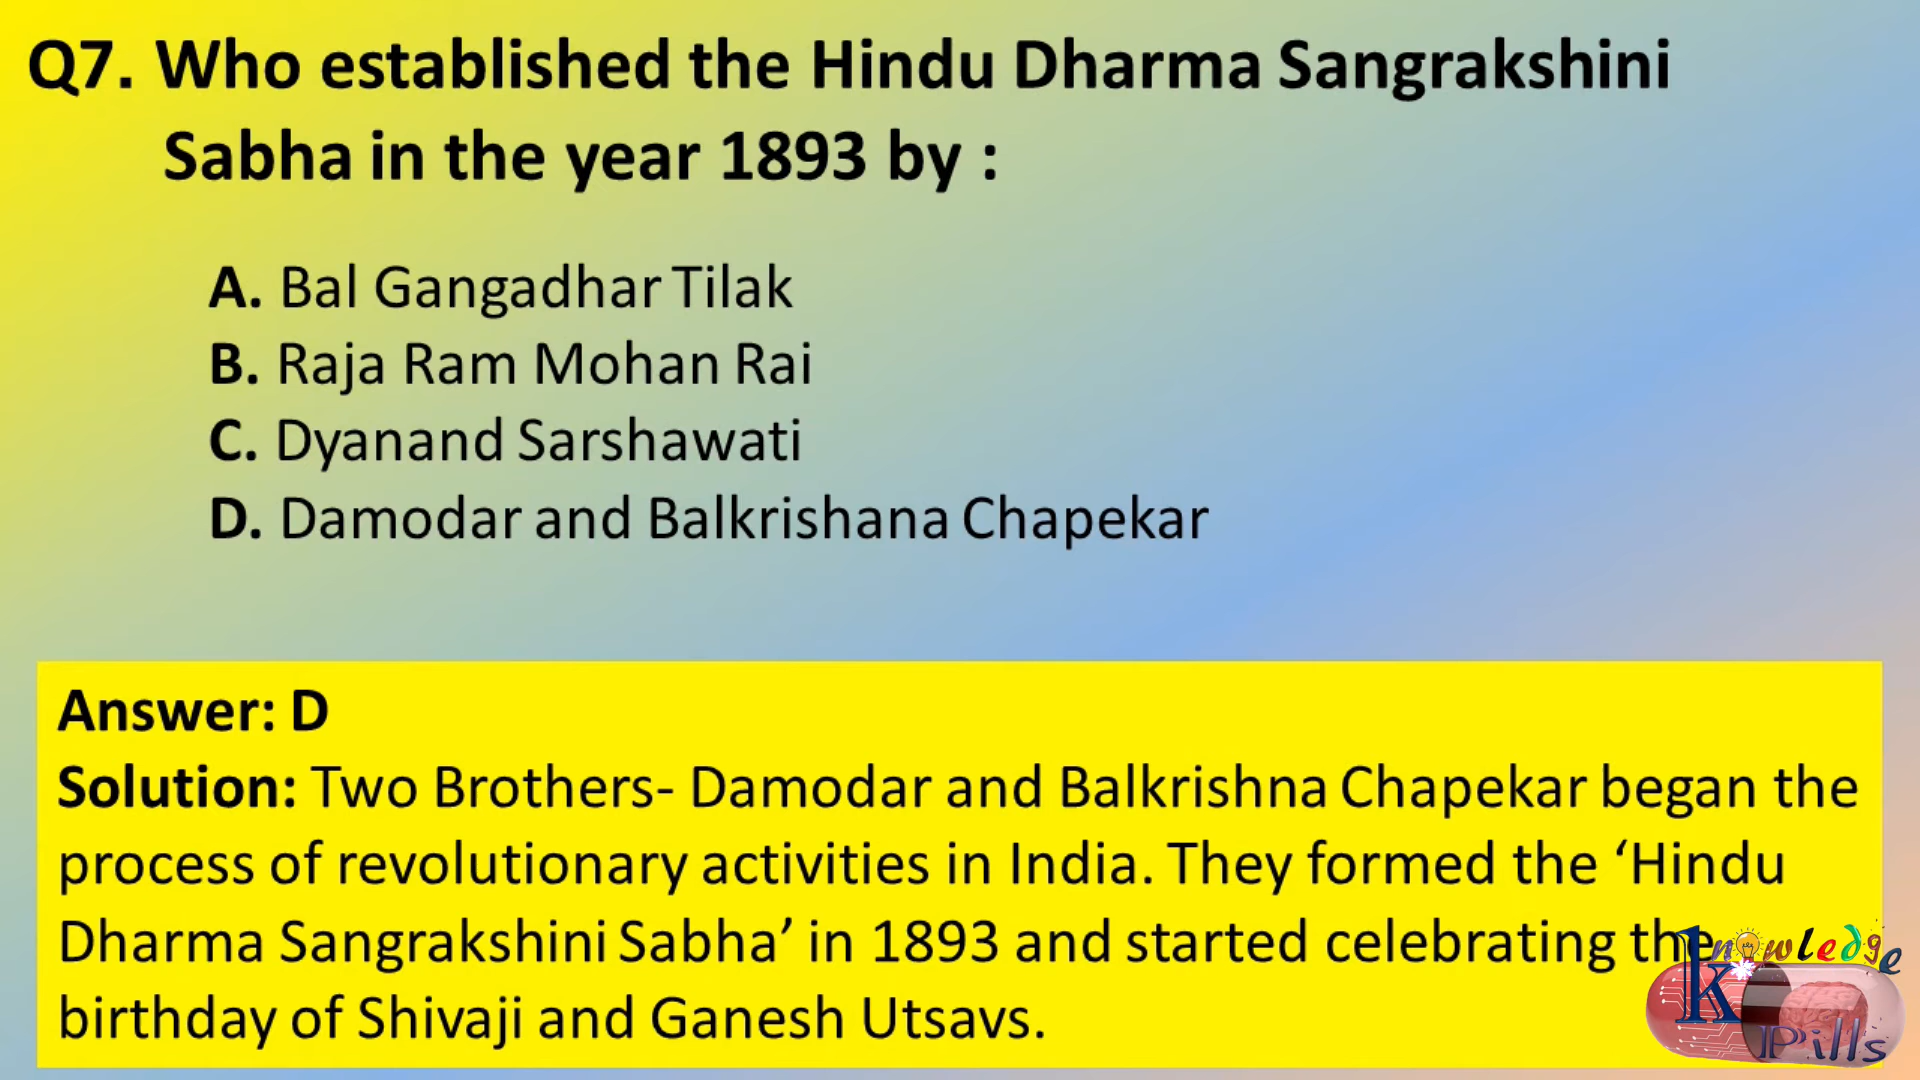 Q7. Who established the Hindu Dharma Sangrakshini
Sabha in the year 1893 by :
A. Bal Gangadhar Tilak
B. Raja Ram Mohan Rai
C. Dyanand Sarshawati
D. Damodar and Balkrishana Chapekar
Answer: D
Solution: Two Brothers- Damodar and Balkrishna Chapekar began the
process of revolutionary activities in India. They formed the ‘Hindu
Dharma Sangrakshini Sabha’ in 1893 and started celebrating the
birthday of Shivaji and Ganesh Utsavs.
Knowledge
Pills